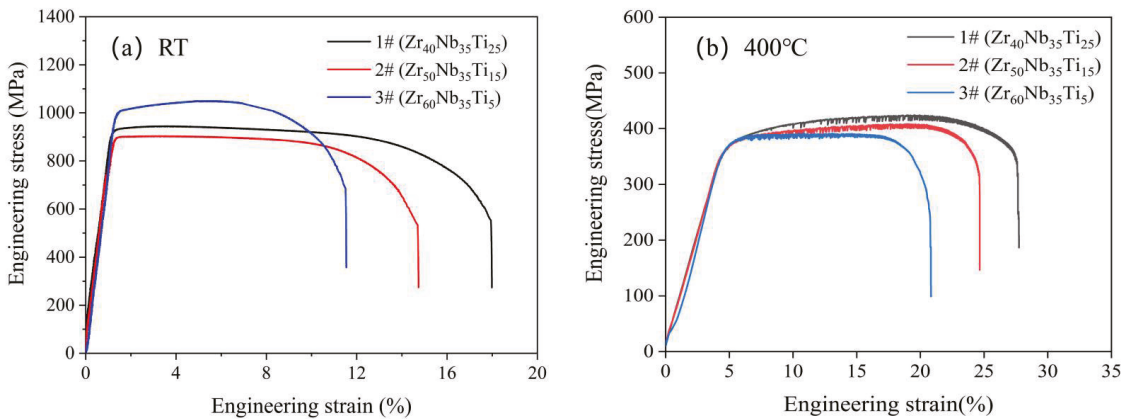 (a) RT
1# (Zr₄₀Nb₃₅Ti₂₅)
2# (Zr₅₀Nb₃₅Ti₁₅)
3# (Zr₆₀Nb₃₅Ti₅)
Engineering stress (MPa)
1400
1200
1000
800
600
400
200
0
0 4 8 12 16 20
Engineering strain (%)
(b) 400℃
1# (Zr₄₀Nb₃₅Ti₂₅)
2# (Zr₅₀Nb₃₅Ti₁₅)
3# (Zr₆₀Nb₃₅Ti₅)
Engineering stress(MPa)
600
500
400
300
200
100
0
0 5 10 15 20 25 30 35
Engineering strain(%)